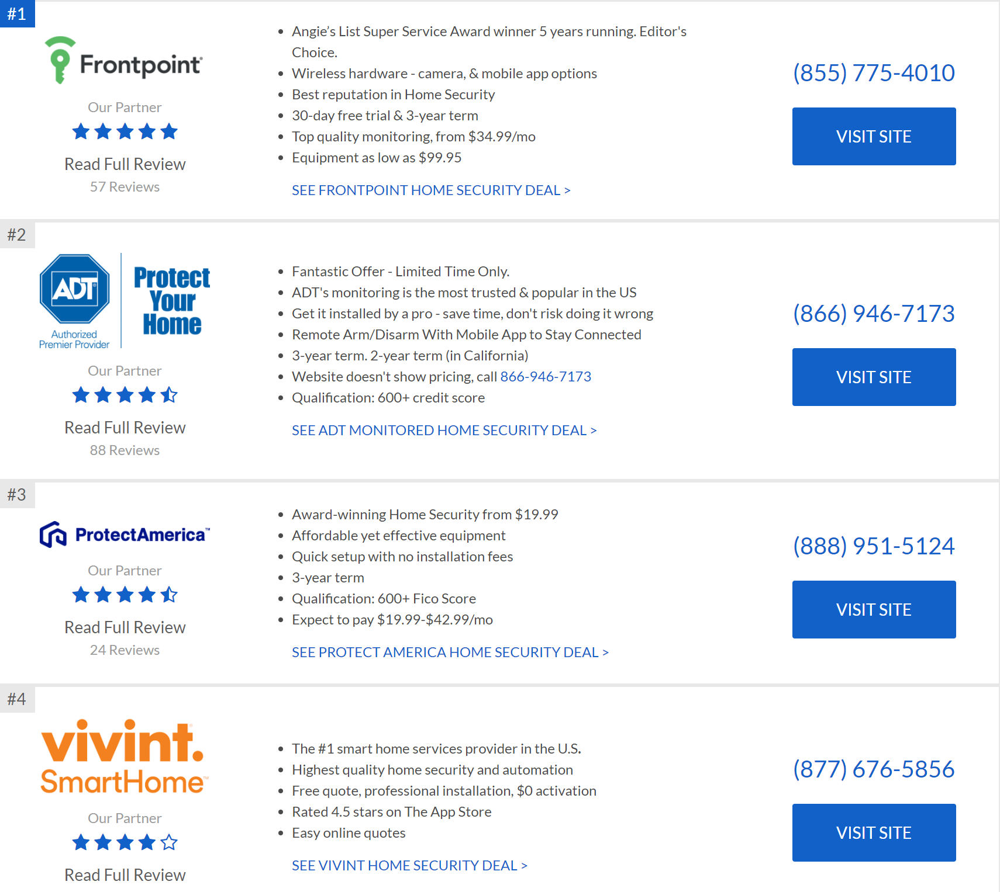 #1
Frontpoint
Our Partner
Read Full Review
57 Reviews
Angie’s List Super Service Award winner 5 years running. Editor's
Choice.
Wireless hardware - camera, & mobile app options
Best reputation in Home Security
30-day free trial & 3-year term
Top quality monitoring, from $34.99/mo
Equipment as low as $99.95
SEE FRONTPOINT HOME SECURITY DEAL >
(855) 775-4010
VISIT SITE
#2
ADT
Authorized
Premier Provider
Protect
Your
Home
Our Partner
Read Full Review
88 Reviews
Fantastic Offer - Limited Time Only.
ADT's monitoring is the most trusted & popular in the US
Get it installed by a pro - save time, don't risk doing it wrong
Remote Arm/Disarm With Mobile App to Stay Connected
3-year term. 2-year term (in California)
Website doesn't show pricing, call 866-946-7173
Qualification: 600+ credit score
SEE ADT MONITORED HOME SECURITY DEAL >
(866) 946-7173
VISIT SITE
#3
ProtectAmerica™
Our Partner
Read Full Review
24 Reviews
Award-winning Home Security from $19.99
Affordable yet effective equipment
Quick setup with no installation fees
3-year term
Qualification: 600+ Fico Score
Expect to pay $19.99-$42.99/mo
SEE PROTECT AMERICA HOME SECURITY DEAL >
(888) 951-5124
VISIT SITE
#4
vivint.
SmartHome™
Our Partner
Read Full Review
The #1 smart home services provider in the U.S.
Highest quality home security and automation
Free quote, professional installation, $0 activation
Rated 4.5 stars on The App Store
Easy online quotes
SEE VIVINT HOME SECURITY DEAL >
(877) 676-5856
VISIT SITE